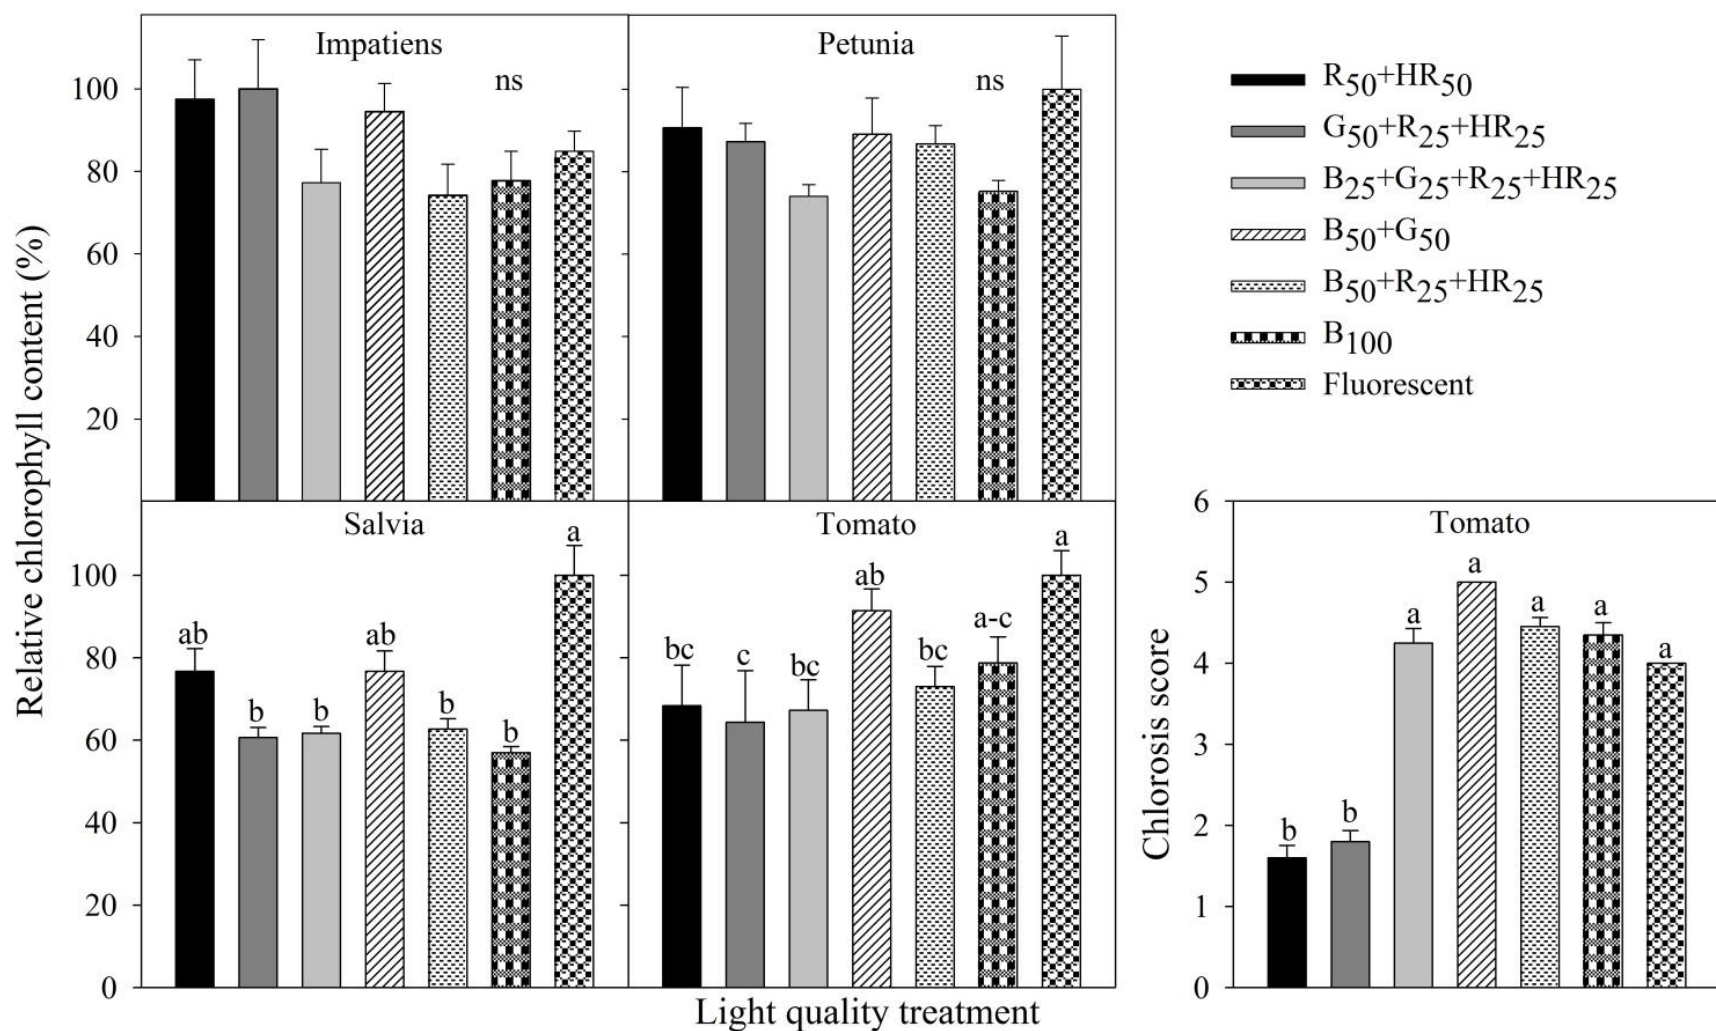 Impatiens
ns
Petunia
ns
Relative chlorophyll content (%)
100
80
60
40
20
Salvia
ab
b
b
ab
b
b
a
Tomato
bc
c
bc
ab
bc
a-c
a
100
80
60
40
20
0
Light quality treatment
R50+HR50
G50+R25+HR25
B25+G25+R25+HR25
B50+G50
B50+R25+HR25
B100
Fluorescent
Tomato
Chlorosis score
6
5
4
3
2
1
0
b
b
a
a
a
a
a